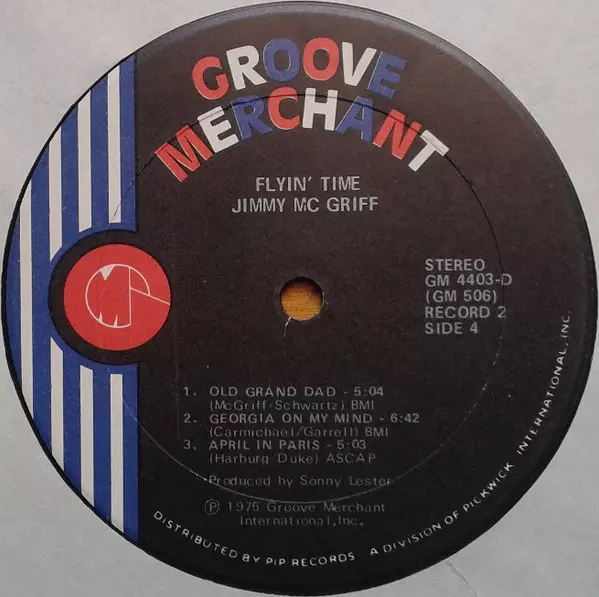 GROOVE
MERCHANT
FLYIN' TIME
JIMMY MC GRIFF
STEREO
GM 4403-D
(GM 506)
RECORD 2
SIDE 4
1. OLD GRAND DAD - 5:04
(McGriff/Schwartz) BMI
2. GEORGIA ON MY MIND - 6:42
(Carmichael/Garrell) BMI
3. APRIL IN PARIS - 5:03
(Harburg/Duke) ASCAP
Produced by Sonny Lester
Ⓟ 1975 Groove Merchant
International, Inc.
DISTRIBUTED BY PIP RECORDS A DIVISION OF PICKWICK INTERNATIONAL, INC.